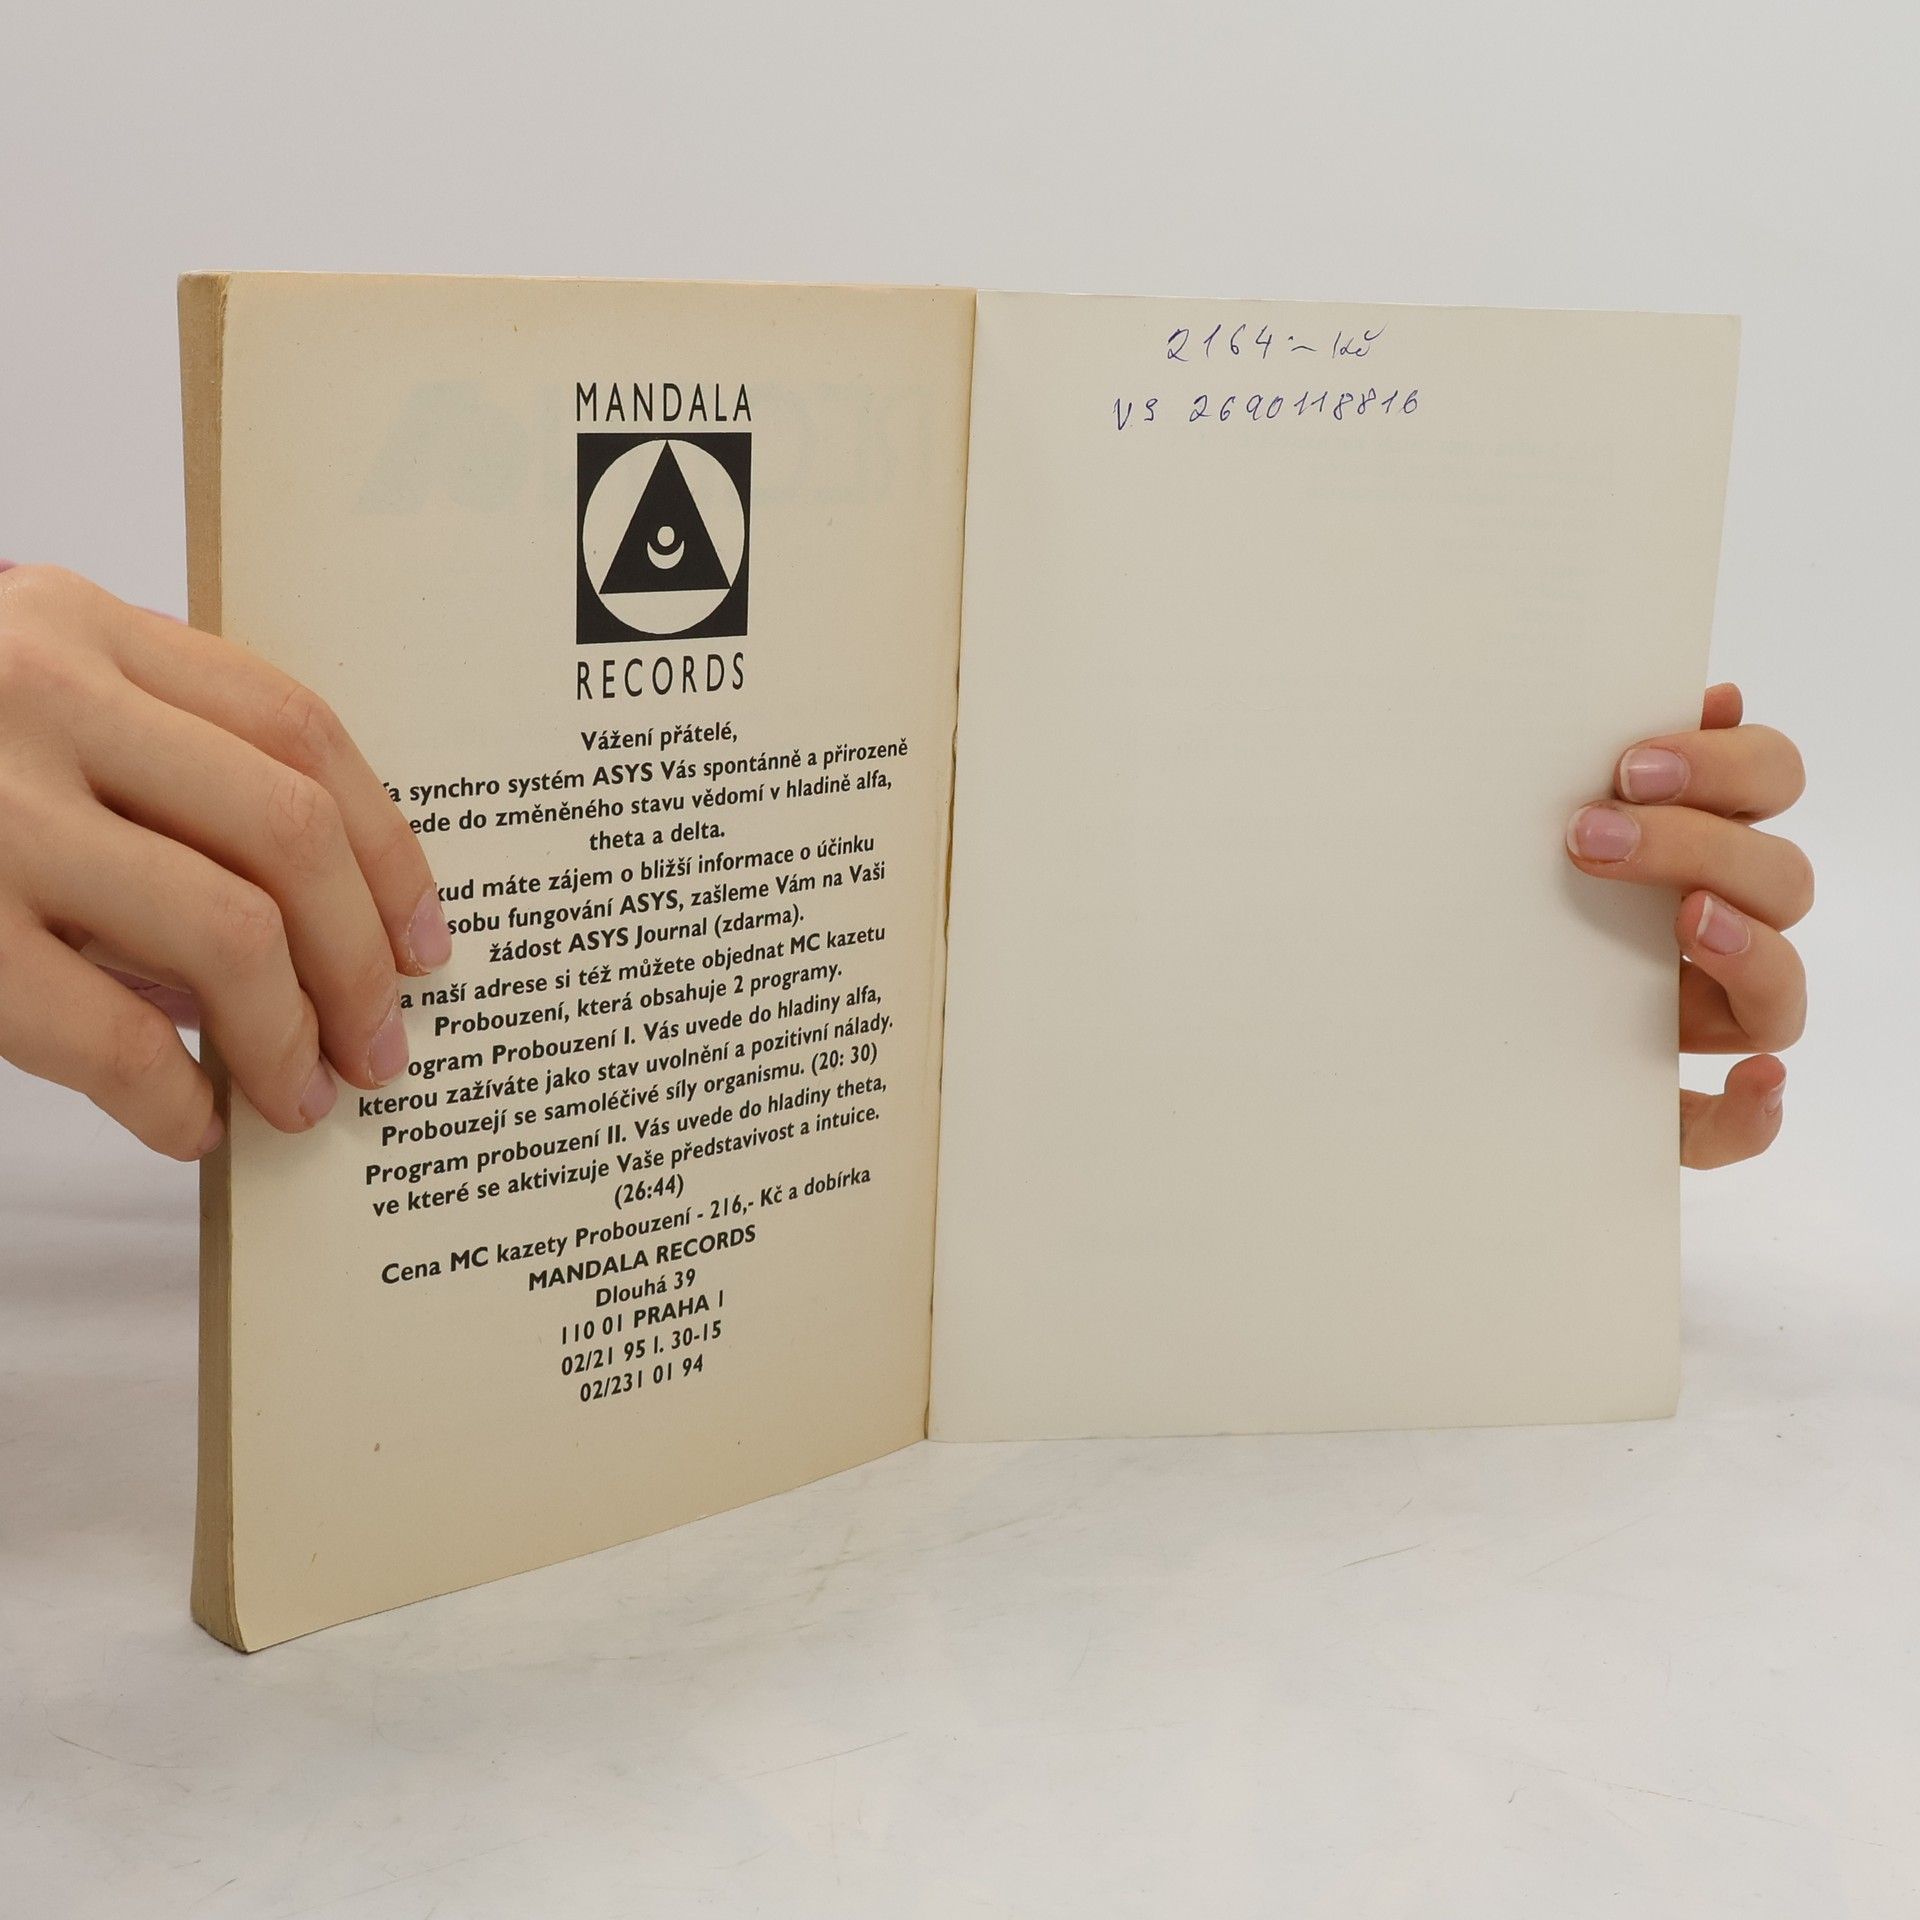 MANDALA
RECORDS
Vážení přátelé,
synchro systém ASYS Vás spontánně a přirozeně
ede do změněného stavu vědomí v hladině alfa,
theta a delta.
kud máte zájem o bližší informace o účinku
sobu fungování ASYS, zašleme Vám na Vaši
žádost ASYS Journal (zdarma).
a naší adrese si též můžete objednat MC kazetu
Probouzení, která obsahuje 2 programy.
ogram Probouzení I. Vás uvede do hladiny alfa,
kterou zažíváte jako stav uvolnění a pozitivní nálady.
Probouzejí se samoléčivé síly organismu. (20: 30)
Program probouzení II. Vás uvede do hladiny theta,
ve které se aktivizuje Vaše představivost a intuice.
(26:44)
Cena MC kazety Probouzení - 216,- Kč a dobírka
MANDALA RECORDS
Dlouhá 39
110 01 PRAHA 1
02/21 95 l. 30-15
02/231 01 94
2164:- Kč
VS 2690118816